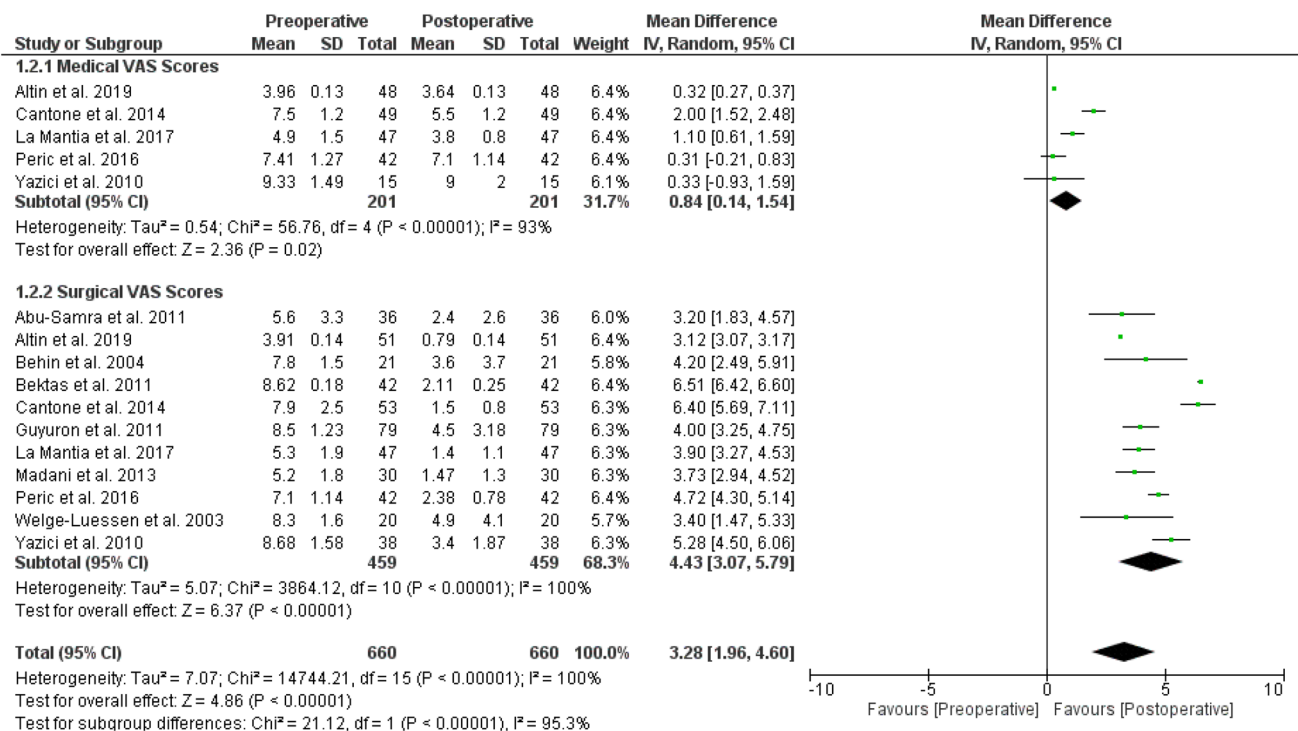 Preoperative Postoperative Mean Difference Mean Difference
Study or Subgroup Mean SD Total Mean SD Total Weight IV, Random, 95% CI IV, Random, 95% CI
1.2.1 Medical VAS Scores
Altin et al. 2019 3.96 0.13 48 3.64 0.13 48 6.4% 0.32 [0.27, 0.37]
Cantone et al. 2014 7.5 1.2 49 5.5 1.2 49 6.4% 2.00 [1.52, 2.48]
La Mantia et al. 2017 4.9 1.5 47 3.8 0.8 47 6.4% 1.10 [0.61, 1.59]
Peric et al. 2016 7.41 1.27 42 7.1 1.14 42 6.4% 0.31 [-0.21, 0.83]
Yazici et al. 2010 9.33 1.49 15 9 2 15 6.1% 0.33 [-0.93, 1.59]
Subtotal (95% CI) 201 201 31.7% 0.84 [0.14, 1.54]
Heterogeneity: Tau² = 0.54; Chi² = 56.76, df = 4 (P < 0.00001); I² = 93%
Test for overall effect: Z = 2.36 (P = 0.02)
1.2.2 Surgical VAS Scores
Abu-Samra et al. 2011 5.6 3.3 36 2.4 2.6 36 6.0% 3.20 [1.83, 4.57]
Altin et al. 2019 3.91 0.14 51 0.79 0.14 51 6.4% 3.12 [3.07, 3.17]
Behin et al. 2004 7.8 1.5 21 3.6 3.7 21 5.8% 4.20 [2.49, 5.91]
Bektas et al. 2011 8.62 0.18 42 2.11 0.25 42 6.4% 6.51 [6.42, 6.60]
Cantone et al. 2014 7.9 2.5 53 1.5 0.8 53 6.3% 6.40 [5.69, 7.11]
Guyuron et al. 2011 8.5 1.23 79 4.5 3.18 79 6.3% 4.00 [3.25, 4.75]
La Mantia et al. 2017 5.3 1.9 47 1.4 1.1 47 6.3% 3.90 [3.27, 4.53]
Madani et al. 2013 5.2 1.8 30 1.47 1.3 30 6.3% 3.73 [2.94, 4.52]
Peric et al. 2016 7.1 1.14 42 2.38 0.78 42 6.4% 4.72 [4.30, 5.14]
Welge-Luessen et al. 2003 8.3 1.6 20 4.9 4.1 20 5.7% 3.40 [1.47, 5.33]
Yazici et al. 2010 8.68 1.58 38 3.4 1.87 38 6.3% 5.28 [4.50, 6.06]
Subtotal (95% CI) 459 459 68.3% 4.43 [3.07, 5.79]
Heterogeneity: Tau² = 5.07; Chi² = 3864.12, df = 10 (P < 0.00001); I² = 100%
Test for overall effect: Z = 6.37 (P < 0.00001)
Total (95% CI) 660 660 100.0% 3.28 [1.96, 4.60]
Heterogeneity: Tau² = 7.07; Chi² = 14744.21, df = 15 (P < 0.00001); I² = 100%
Test for overall effect: Z = 4.86 (P < 0.00001)
Test for subgroup differences: Chi² = 21.12, df = 1 (P < 0.00001), I² = 95.3%
-10 -5 0 5 10
Favours [Preoperative] Favours [Postoperative]